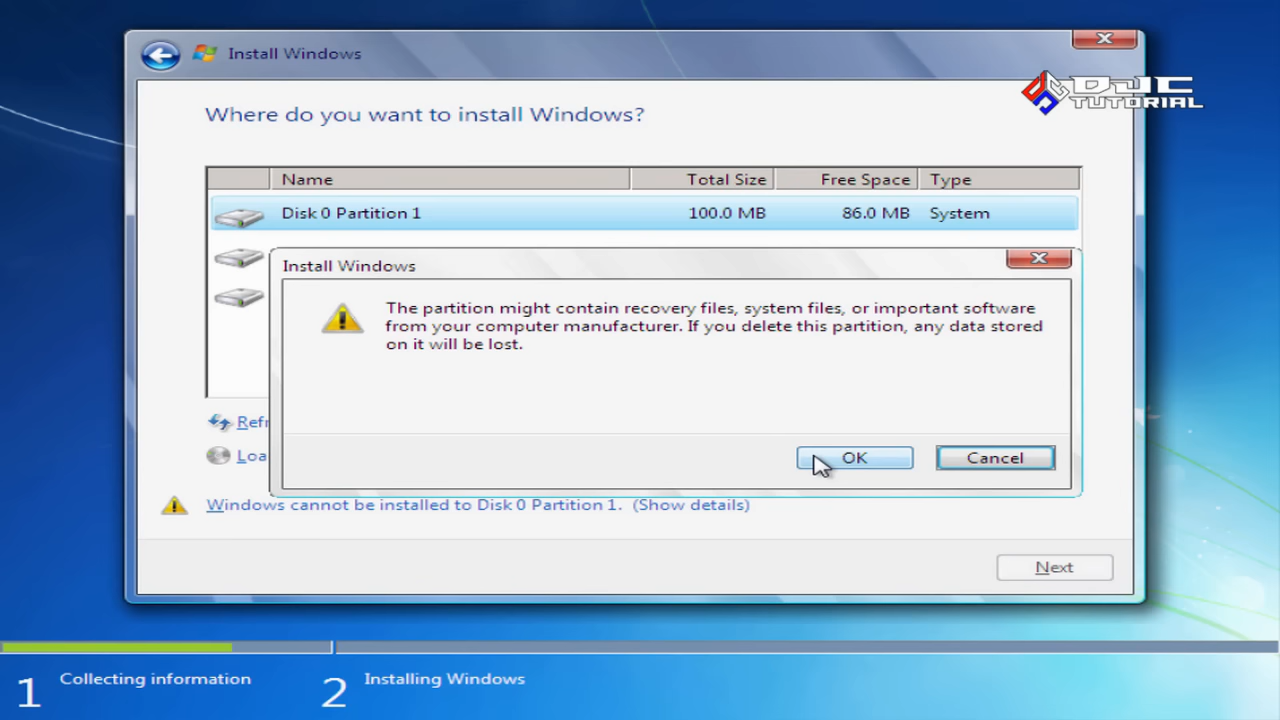 Install Windows
DJC
TUTORIAL
Where do you want to install Windows?
Name Total Size Free Space Type
Disk 0 Partition 1 100.0 MB 86.0 MB System
Install Windows
The partition might contain recovery files, system files, or important software
from your computer manufacturer. If you delete this partition, any data stored
on it will be lost.
Refr
OK Cancel
Loa
Windows cannot be installed to Disk 0 Partition 1. (Show details)
Next
1 Collecting information 2 Installing Windows